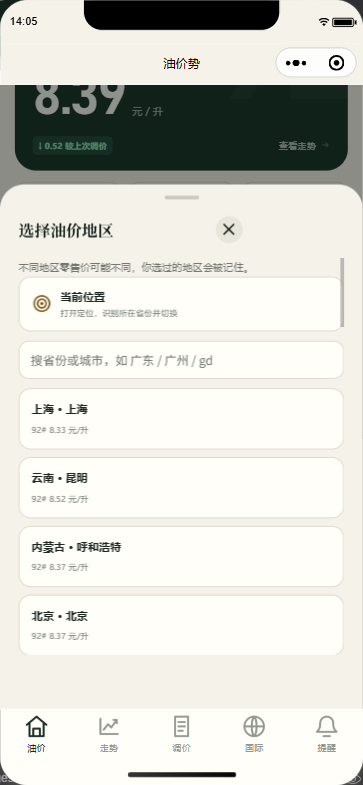 14:05
油价势
8.39 元 / 升
↓0.52 较上次调价 查看走势 →
选择油价地区
不同地区零售价可能不同，你选过的地区会被记住。
当前位置
打开定位，识别所在省份并切换
搜省份或城市，如 广东 / 广州 / gd
上海・上海
92# 8.33 元/升
云南・昆明
92# 8.52 元/升
内蒙古・呼和浩特
92# 8.37 元/升
北京・北京
92# 8.37 元/升
油价 走势 调价 国际 提醒